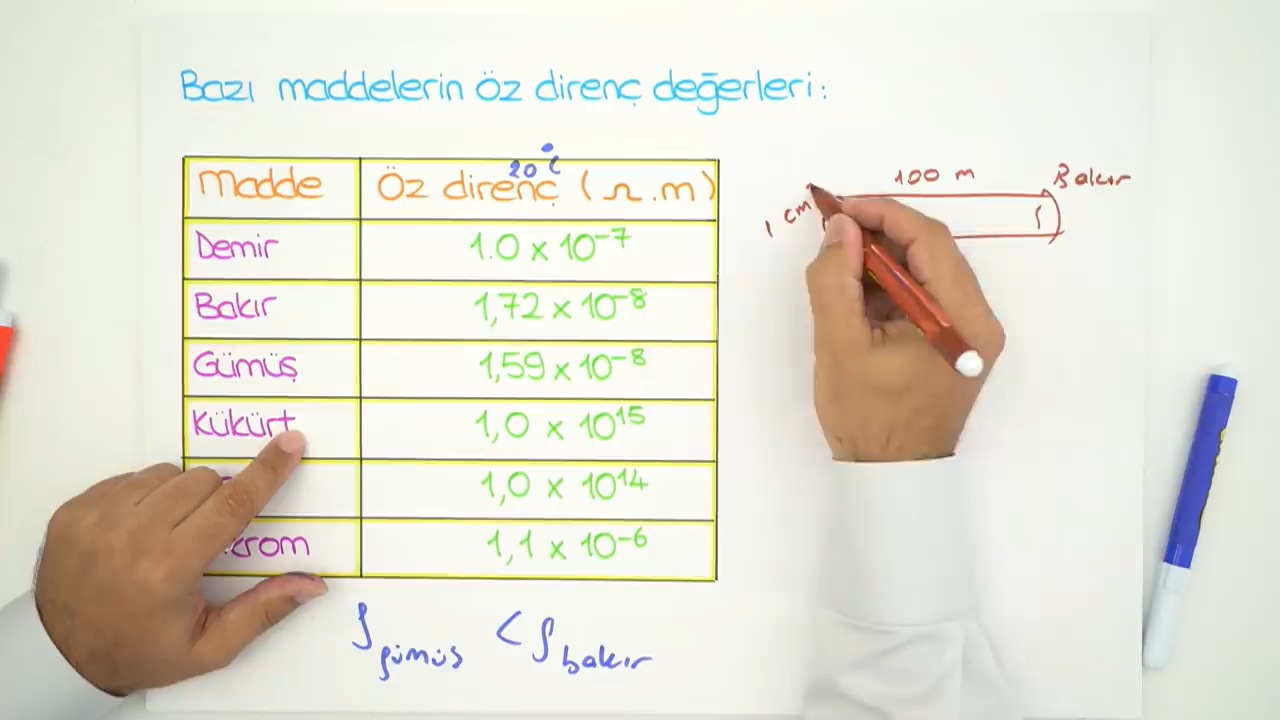 Bazı maddelerin Öz direnç değerleri:
20°C
Madde Öz direnç (Ω.m)
Demir 1.0 x 10⁻⁷
Bakır 1,72 x 10⁻⁸
Gümüş 1,59 x 10⁻⁸
Kükürt 1,0 x 10¹⁵
1,0 x 10¹⁴
krom 1,1 x 10⁻⁶
ρ gümüş < ρ bakır
100 m Bakır
1 cm